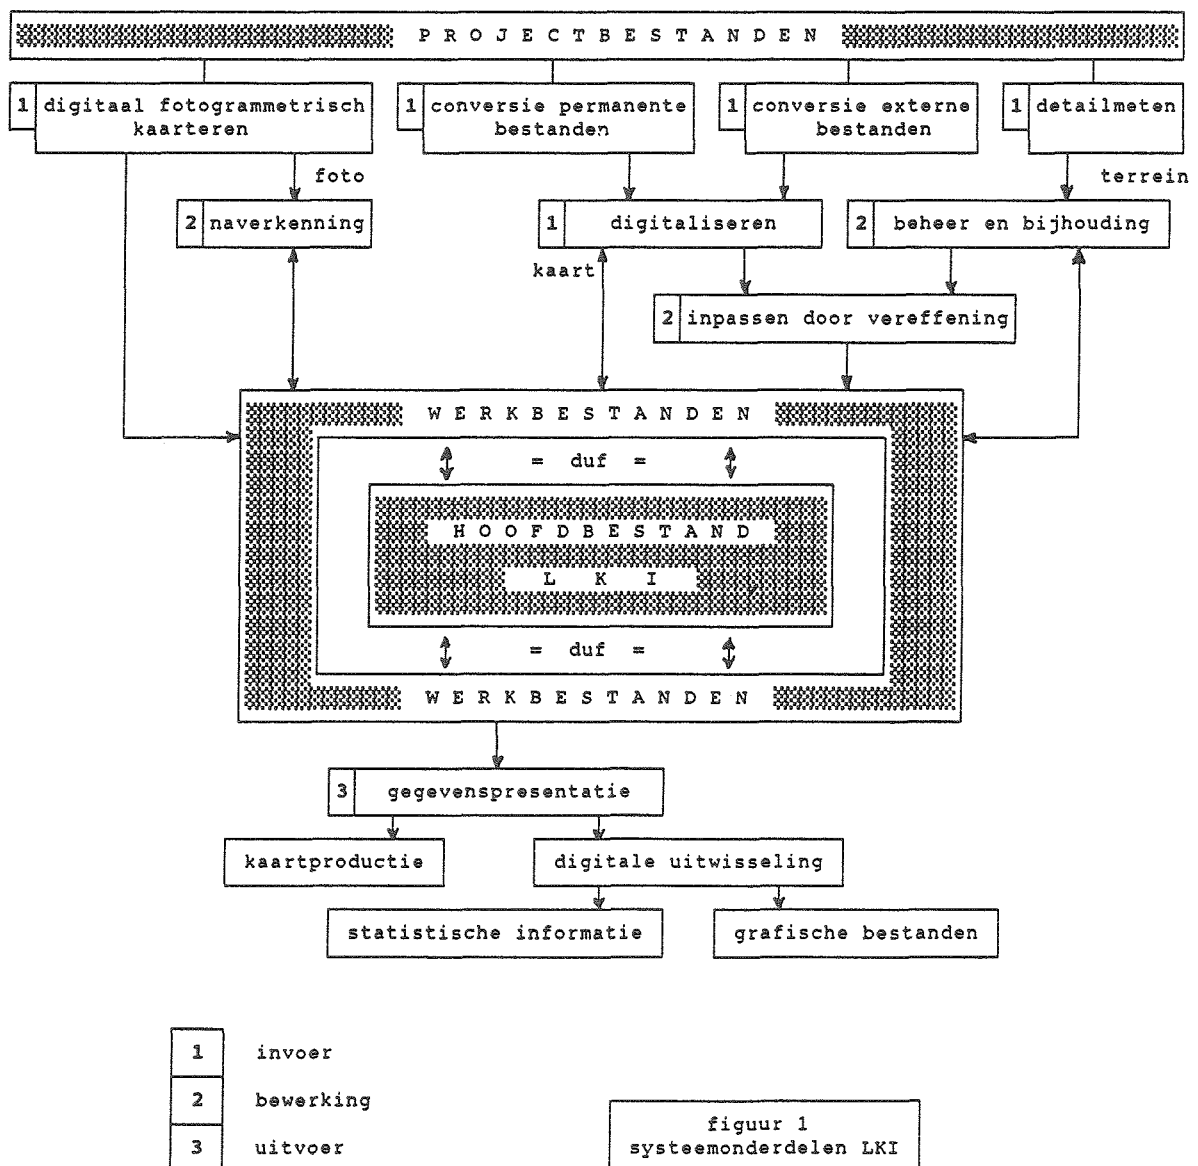 P R O J E C T B E S T A N D E N
1 digitaal fotogrammetrisch
kaarteren
1 conversie permanente
bestanden
1 conversie externe
bestanden
1 detailmeten
foto
terrein
2 naverkenning
1 digitaliseren
2 beheer en bijhouding
kaart
2 inpassen door vereffening
W E R K B E S T A N D E N
= duf =
H O O F D B E S T A N D
L K I
= duf =
W E R K B E S T A N D E N
3 gegevenspresentatie
kaartproductie
digitale uitwisseling
statistische informatie
grafische bestanden
1 invoer
2 bewerking
3 uitvoer
figuur 1
systeemonderdelen LKI